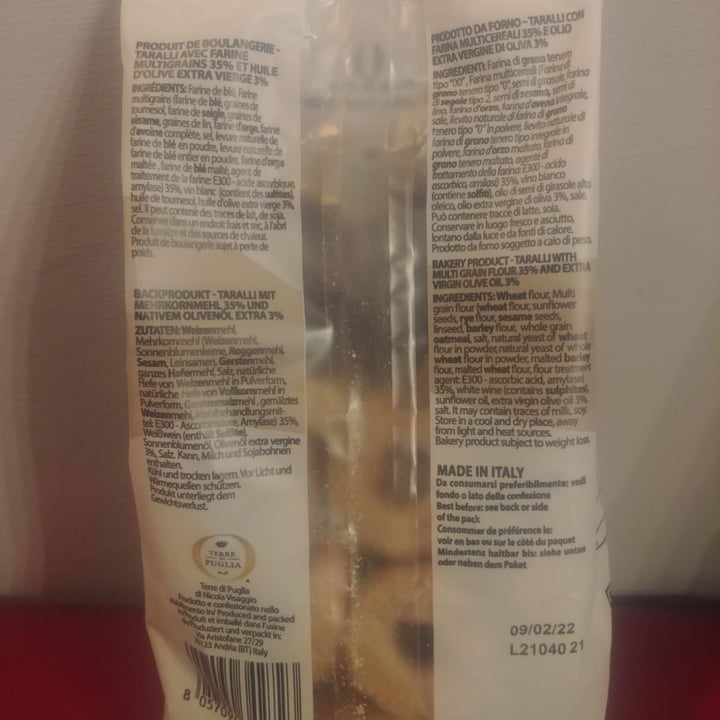 PRODUIT DE BOULANGERIE -
TARALLI AVEC FARINE
MULTIGRAINS 35% ET HUILE
D'OLIVE EXTRA VIERGE 3%
INGRÉDIENTS: Farine de blé, Farine
multigrains (farine de blé, graines de
tournesol, farine de seigle, graines de
sésame, graines de lin, farine d'orge, farine
d'avoine complète, sel, levure naturelle de
farine de blé en poudre, levure naturelle de
farine de blé entier en poudre, farine d'orge
maltée, farine de blé malté, agent de
traitement de la farine: E300 - acide ascorbique,
amylase) 35%, vin blanc (contient des sulfites),
huile de tournesol, huile d'olive extra vierge 3%,
sel. Il peut contenir des traces de lait, de soja.
Conserver dans un endroit frais et sec, à l'abri
de la lumière et des sources de chaleur.
Produit de boulangerie sujet à perte de
poids.
BACKPRODUKT - TARALLI MIT
MEHRKORNMEHL 35% UND
NATIVEM OLIVENÖL EXTRA 3%
ZUTATEN: Weizenmehl,
Mehrkornmehl (Weizenmehl,
Sonnenblumenkerne, Roggenmehl,
Sesam, Leinsamen, Gerstenmehl,
ganzes Hafermehl, Salz, natürliche
Hefe von Weizenmehl in Pulverform,
natürliche Hefe von Vollkornmehl in
Pulverform, Gerstenmalzmehl, gemälztes
Weizenmehl, Mehlbehandlungsmit-
tel: E300 - Ascorbinsäure, Amylase) 35%,
Weißwein (enthält Sulfite),
Sonnenblumenöl, Olivenöl extra vergine
3%, Salz. Kann, Milch und Sojabohnen
enthalten.
Kühl und trocken lagern. Vor Licht und
Wärmequellen schützen.
Produkt unterliegt dem
Gewichtsverlust.
TERRE
DI
PUGLIA
Terre di Puglia
di Nicola Visaggio
Prodotto e confezionato nello
stabilimento in/ Produced and packed
in/Produit et emballé dans l'usine
de/Produziert und verpackt in:
Via Aristofane 27/29
76123 Andria (BT) Italy
8 0570
PRODOTTO DA FORNO - TARALLI CON
FARINA MULTICEREALI 35% E OLIO
EXTRA VERGINE DI OLIVA 3%
INGREDIENTI: Farina di grano tenero
tipo "00", Farina multicereali (Farina di
grano tenero tipo "0", semi di girasole, farina
di segale tipo 2, semi di sesamo, semi di
lino, farina d'orzo, farina d'avena integrale,
sale, lievito naturale di farina di grano
tenero tipo "0" in polvere, lievito naturale di
farina di grano tenero tipo integrale in
polvere, farina d'orzo maltato, farina di
grano tenero maltato, agente di
trattamento della farina: E300 - acido
ascorbico, amilasi) 35%, vino bianco
(contiene solfiti), olio di semi di girasole alto
oleico, olio extra vergine di oliva 3%, sale.
Può contenere tracce di latte, soia.
Conservare in luogo fresco e asciutto,
lontano dalla luce e da fonti di calore.
Prodotto da forno soggetto a calo di peso.
BAKERY PRODUCT - TARALLI WITH
MULTI GRAIN FLOUR 35% AND EXTRA
VIRGIN OLIVE OIL 3%
INGREDIENTS: Wheat flour, Multi
grain flour (wheat flour, sunflower
seeds, rye flour, sesame seeds,
linseed, barley flour, whole grain
oatmeal, salt, natural yeast of wheat
flour in powder, natural yeast of whole
wheat flour in powder, malted barley
flour, malted wheat flour, flour treatment
agent: E300 - ascorbic acid, amylase)
35%, white wine (contains sulphites),
sunflower oil, extra virgin olive oil 3%,
salt. It may contain traces of milk, soy.
Store in a cool and dry place, away
from light and heat sources.
Bakery product subject to weight loss
MADE IN ITALY
Da consumarsi preferibilmente: vedi
fondo o lato della confezione
Best before: see back or side
of the pack
Consommer de préférence le:
voir en bas ou sur le côté du paquet
Mindestens haltbar bis: siehe unten
oder neben dem Paket
09/02/22
L21040 21